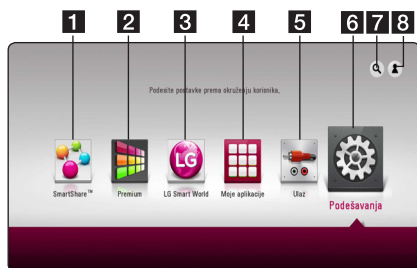 1 2 3 4 5 6 7 8
Podesite postavke prema okruženju korisnika.
LG
SmartShare™ Premium LG Smart World Moje aplikacije Ulaz
Podešavanja